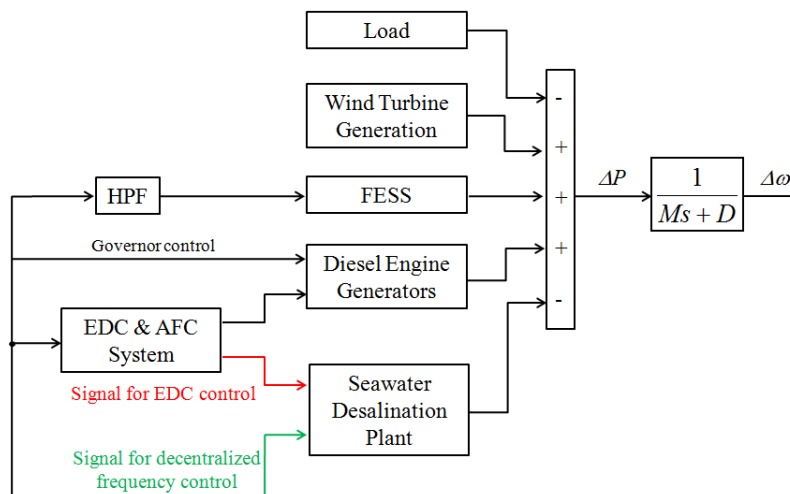 Load
-
Wind Turbine
Generation
+
ΔP
1
Δω
HPF
FESS
+
Ms + D
Governor control
Diesel Engine
Generators
+
EDC & AFC
System
-
Signal for EDC control
Seawater
Desalination
Plant
Signal for decentralized
frequency control